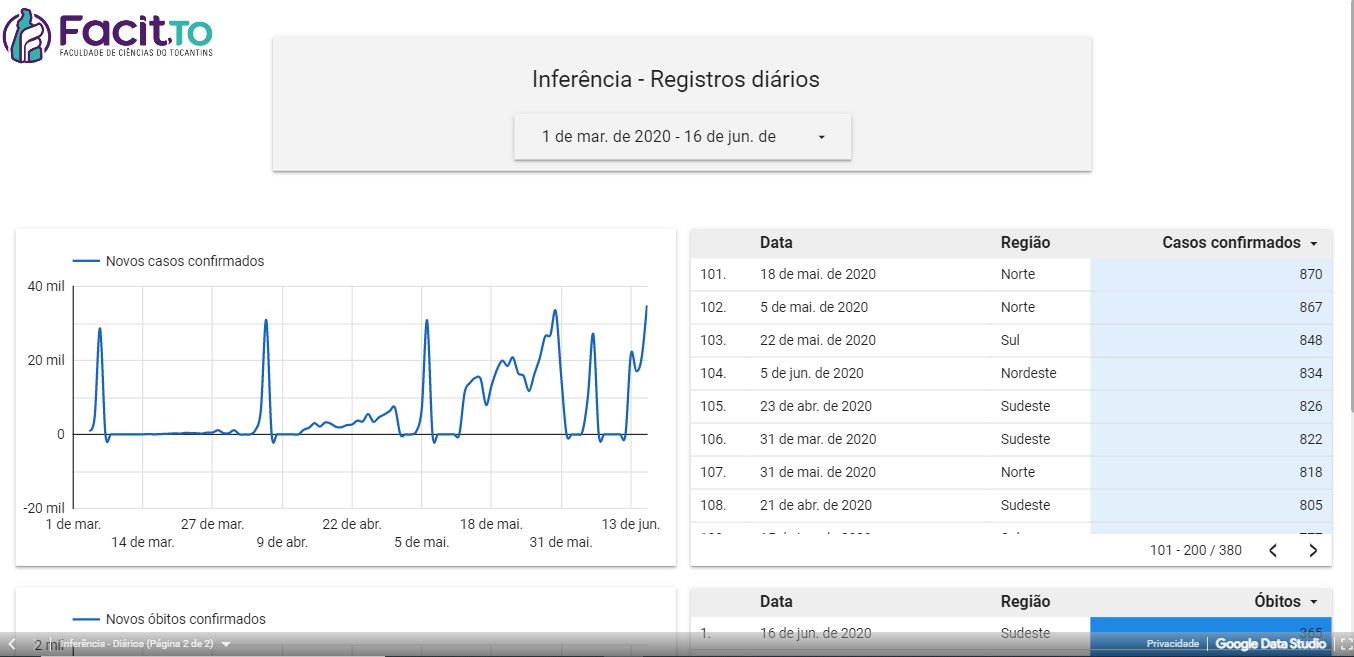 Facit.TO
FACULDADE DE CIÊNCIAS DO TOCANTINS
Inferência - Registros diários
1 de mar. de 2020 - 16 de jun. de
Novos casos confirmados
40 mil
20 mil
0
-20 mil
1 de mar.
14 de mar.
27 de mar.
9 de abr.
22 de abr.
5 de mai.
18 de mai.
31 de mai.
13 de jun.
Data Região Casos confirmados
101. 18 de mai. de 2020 Norte 870
102. 5 de mai. de 2020 Norte 867
103. 22 de mai. de 2020 Sul 848
104. 5 de jun. de 2020 Nordeste 834
105. 23 de abr. de 2020 Sudeste 826
106. 31 de mar. de 2020 Sudeste 822
107. 31 de mai. de 2020 Norte 818
108. 21 de abr. de 2020 Sudeste 805
101 - 200 / 380
Novos óbitos confirmados
2 mil
Data Região Óbitos
1. 16 de jun. de 2020 Sudeste 365
Inferência - Diários (Página 2 de 2)
Privacidade
Google Data Studio